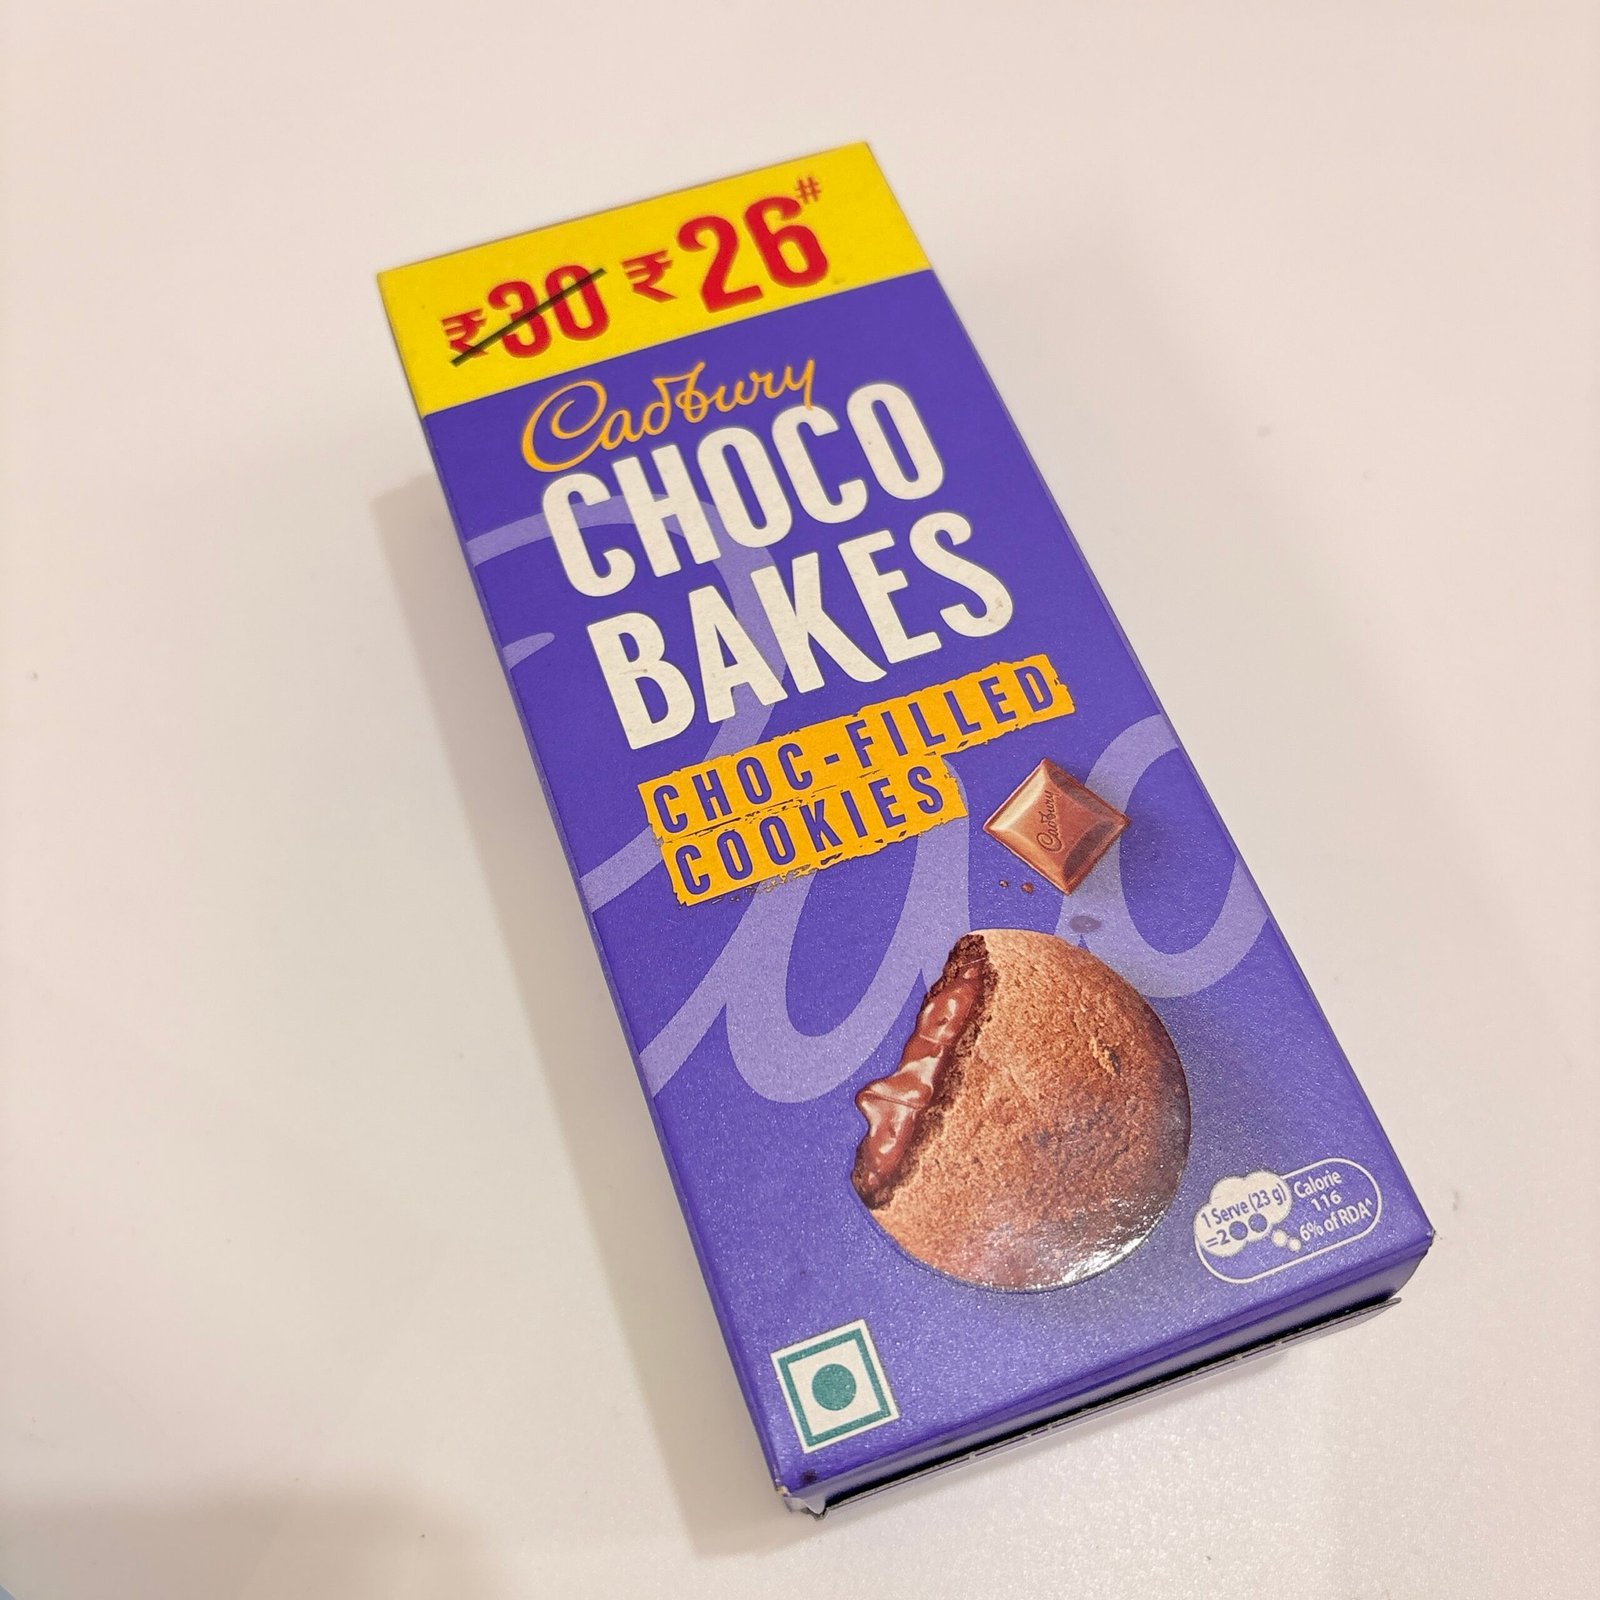 ₹30 ₹26#
Cadbury
CHOCO
BAKES
CHOC-FILLED
COOKIES
Cadbury
1 Serve (23 g)
=2
Calorie
116
6% of RDA^